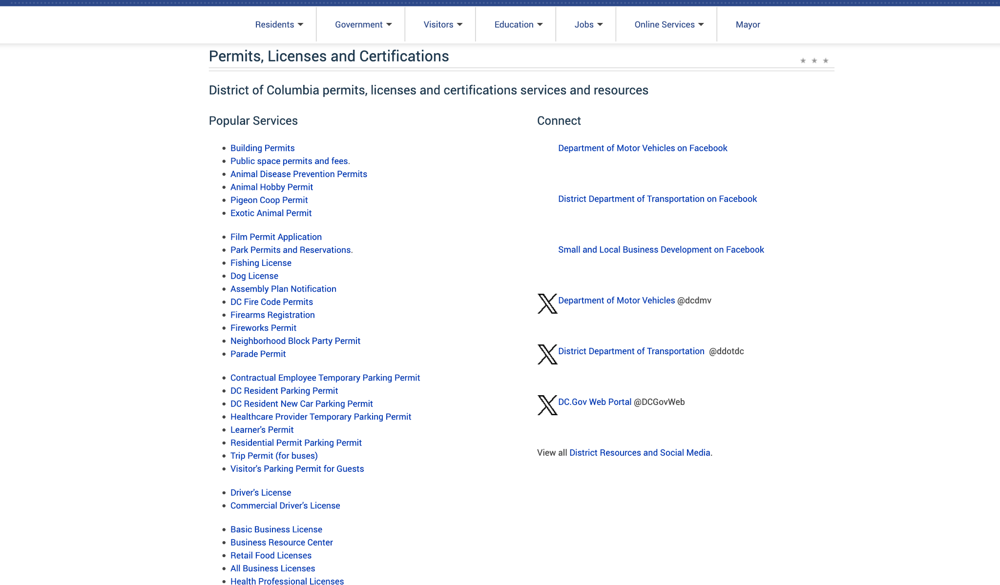 Residents
Government
Visitors
Education
Jobs
Online Services
Mayor
Permits, Licenses and Certifications
District of Columbia permits, licenses and certifications services and resources
Popular Services
Building Permits
Public space permits and fees.
Animal Disease Prevention Permits
Animal Hobby Permit
Pigeon Coop Permit
Exotic Animal Permit
Film Permit Application
Park Permits and Reservations.
Fishing License
Dog License
Assembly Plan Notification
DC Fire Code Permits
Firearms Registration
Fireworks Permit
Neighborhood Block Party Permit
Parade Permit
Contractual Employee Temporary Parking Permit
DC Resident Parking Permit
DC Resident New Car Parking Permit
Healthcare Provider Temporary Parking Permit
Learner's Permit
Residential Permit Parking Permit
Trip Permit (for buses)
Visitor's Parking Permit for Guests
Driver's License
Commercial Driver's License
Basic Business License
Business Resource Center
Retail Food Licenses
All Business Licenses
Health Professional Licenses
Connect
Department of Motor Vehicles on Facebook
District Department of Transportation on Facebook
Small and Local Business Development on Facebook
Department of Motor Vehicles @dcdmv
District Department of Transportation @ddotdc
DC.Gov Web Portal @DCGovWeb
View all District Resources and Social Media.